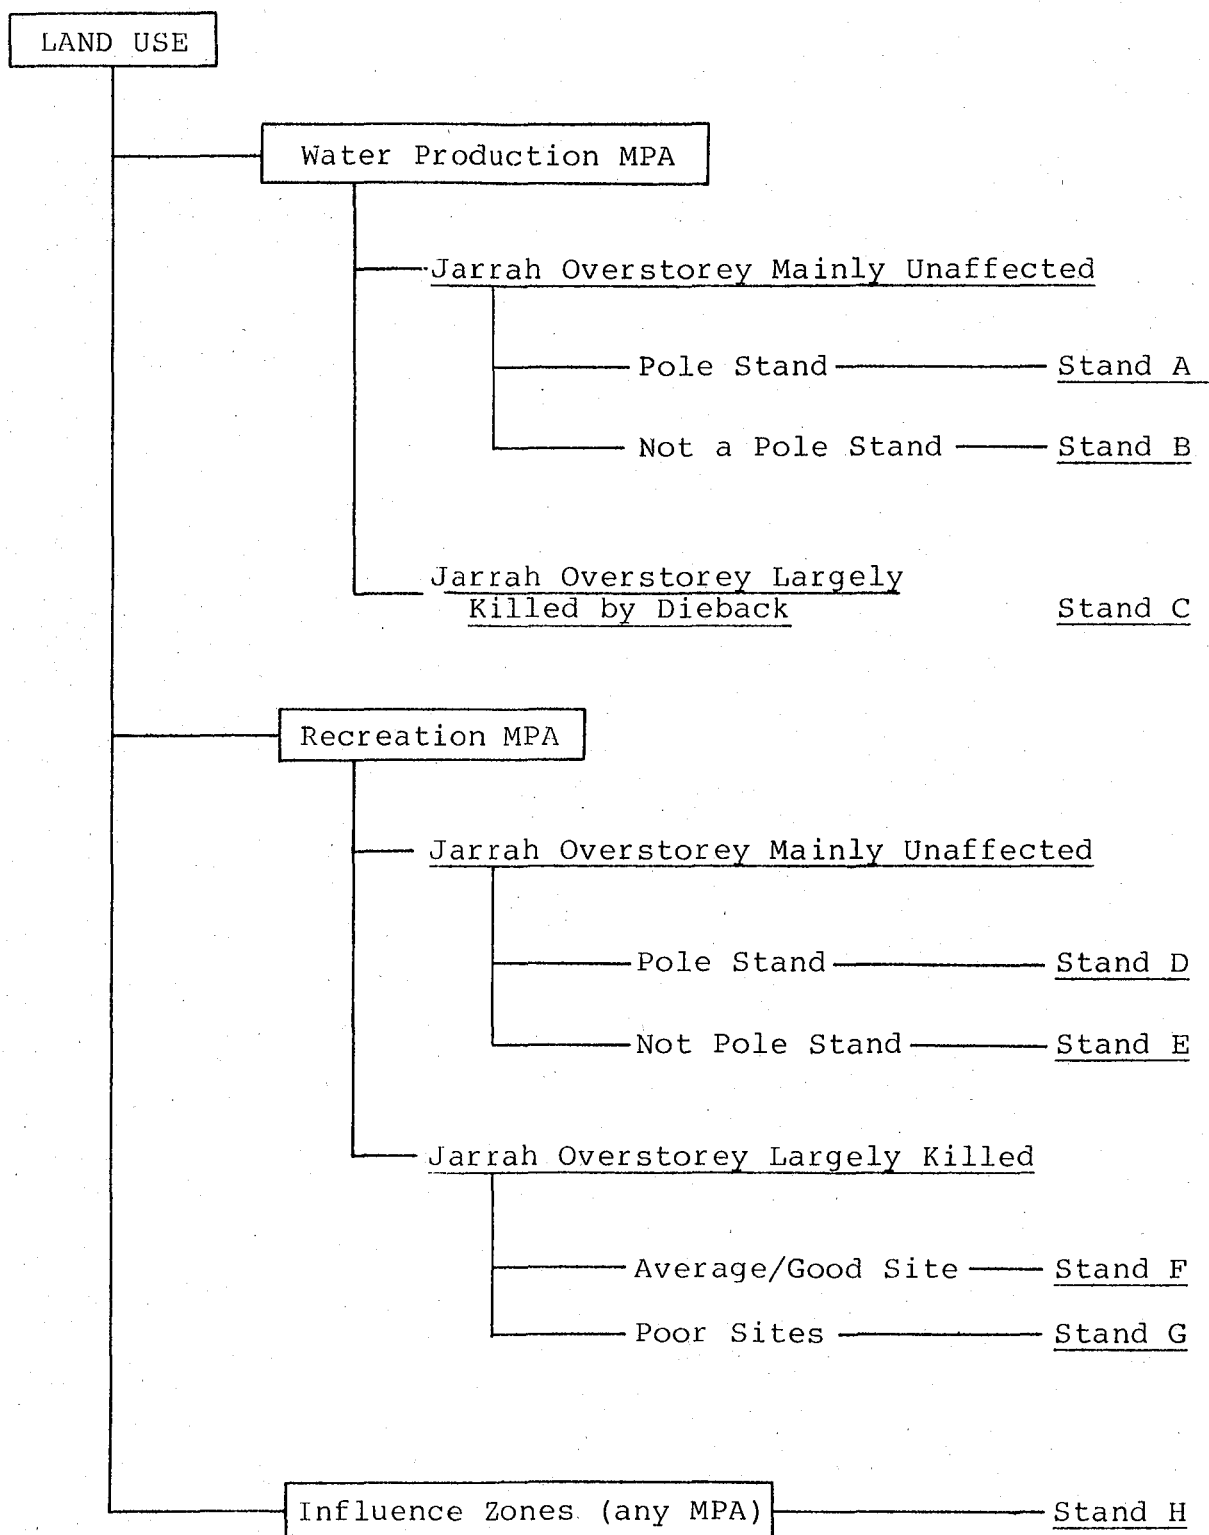 LAND USE
Water Production MPA
Jarrah Overstorey Mainly Unaffected
Pole Stand Stand A
Not a Pole Stand Stand B
Jarrah Overstorey Largely
Killed by Dieback Stand C
Recreation MPA
Jarrah Overstorey Mainly Unaffected
Pole Stand Stand D
Not Pole Stand Stand E
Jarrah Overstorey Largely Killed
Average/Good Site Stand F
Poor Sites Stand G
Influence Zones (any MPA) Stand H